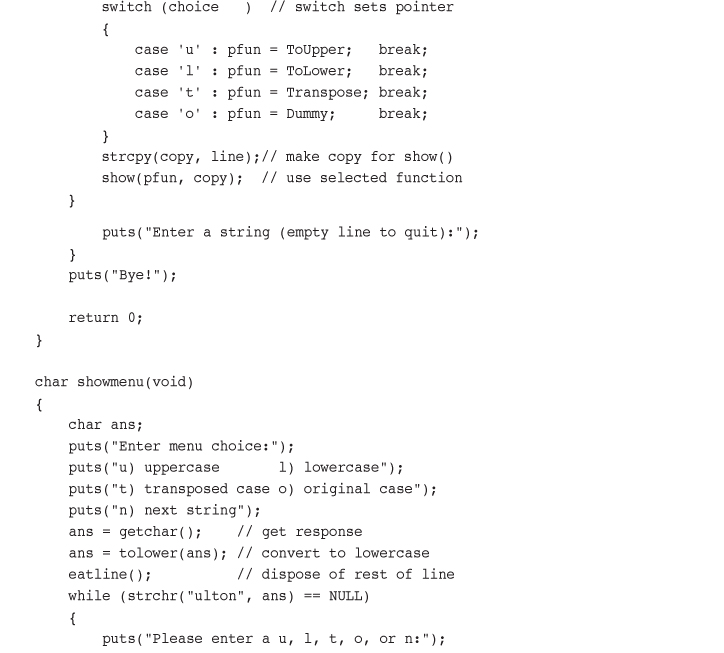 switch (choice   )  // switch sets pointer
        {
            case 'u' : pfun = ToUpper;   break;
            case 'l' : pfun = ToLower;   break;
            case 't' : pfun = Transpose; break;
            case 'o' : pfun = Dummy;     break;
        }
        strcpy(copy, line);// make copy for show()
        show(pfun, copy);  // use selected function
    }
        puts("Enter a string (empty line to quit):");
    }
    puts("Bye!");

    return 0;
}

char showmenu(void)
{
    char ans;
    puts("Enter menu choice:");
    puts("u) uppercase       l) lowercase");
    puts("t) transposed case o) original case");
    puts("n) next string");
    ans = getchar();    // get response
    ans = tolower(ans); // convert to lowercase
    eatline();          // dispose of rest of line
    while (strchr("ulton", ans) == NULL)
    {
        puts("Please enter a u, l, t, o, or n:");